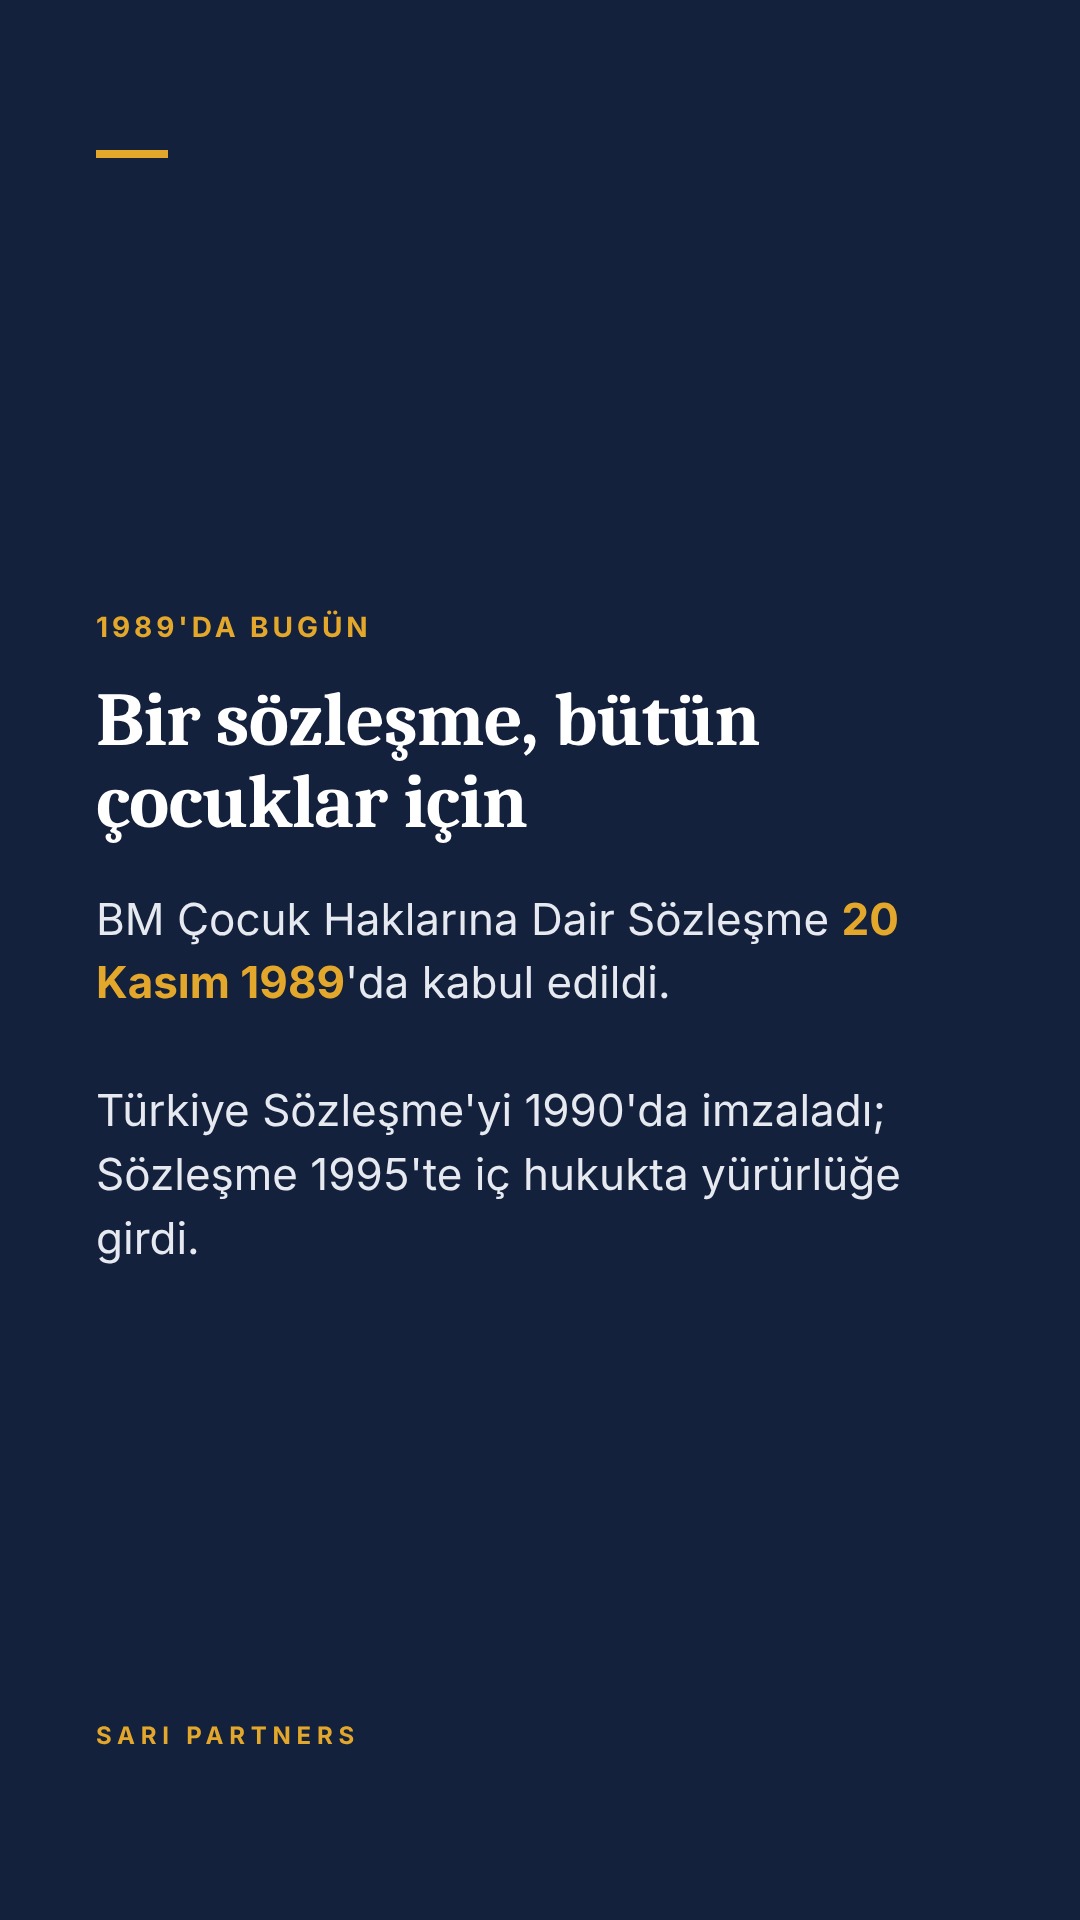 1989'DA BUGÜN
Bir sözleşme, bütün
çocuklar için
BM Çocuk Haklarına Dair Sözleşme 20
Kasım 1989'da kabul edildi.
Türkiye Sözleşme'yi 1990'da imzaladı;
Sözleşme 1995'te iç hukukta yürürlüğe
girdi.
SARI PARTNERS